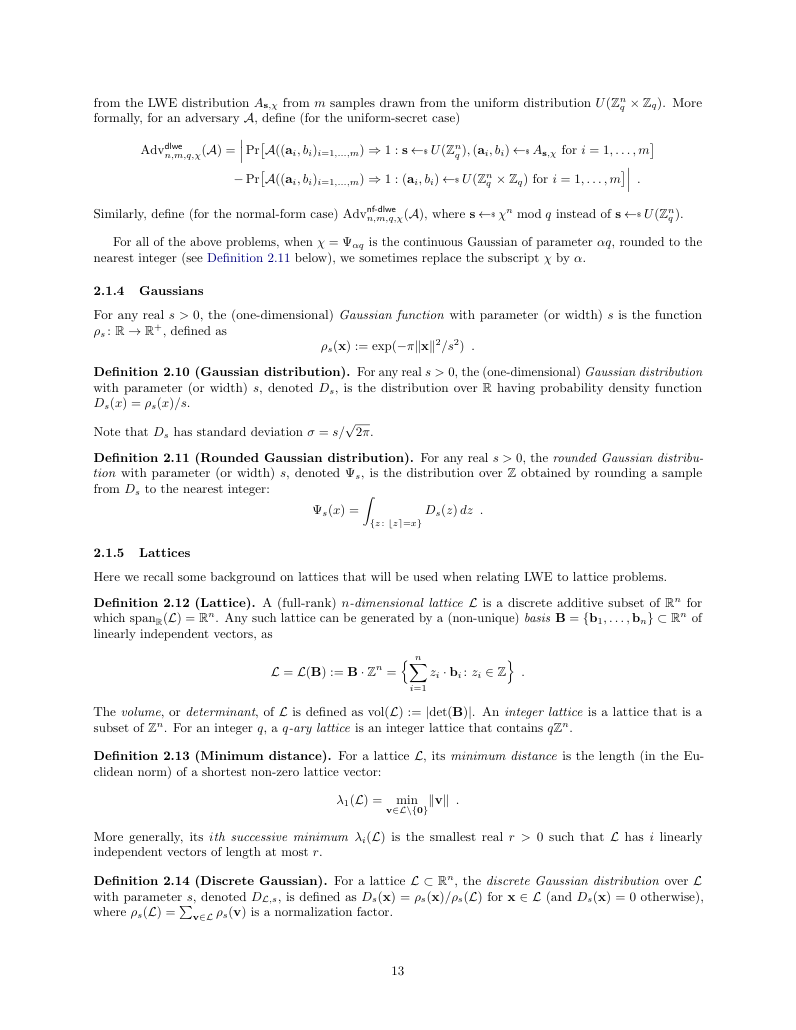 from the LWE distribution A_{𝐬,χ} from m samples drawn from the uniform distribution U(ℤ_q^n × ℤ_q). More
formally, for an adversary 𝒜, define (for the uniform-secret case)
Adv^{dlwe}_{n,m,q,χ}(𝒜) = | Pr[𝒜((𝐚_i, b_i)_{i=1,...,m}) ⇒ 1 : 𝐬 ←$ U(ℤ_q^n), (𝐚_i, b_i) ←$ A_{𝐬,χ} for i = 1, . . . , m]
− Pr[𝒜((𝐚_i, b_i)_{i=1,...,m}) ⇒ 1 : (𝐚_i, b_i) ←$ U(ℤ_q^n × ℤ_q) for i = 1, . . . , m] | .
Similarly, define (for the normal-form case) Adv^{nf-dlwe}_{n,m,q,χ}(𝒜), where 𝐬 ←$ χ^n mod q instead of 𝐬 ←$ U(ℤ_q^n).
For all of the above problems, when χ = Ψ_{αq} is the continuous Gaussian of parameter αq, rounded to the
nearest integer (see Definition 2.11 below), we sometimes replace the subscript χ by α.
2.1.4 Gaussians
For any real s > 0, the (one-dimensional) Gaussian function with parameter (or width) s is the function
ρ_s : ℝ → ℝ^+, defined as
ρ_s(𝐱) := exp(−π‖𝐱‖²/s²) .
Definition 2.10 (Gaussian distribution). For any real s > 0, the (one-dimensional) Gaussian distribution
with parameter (or width) s, denoted D_s, is the distribution over ℝ having probability density function
D_s(x) = ρ_s(x)/s.
Note that D_s has standard deviation σ = s/√2π.
Definition 2.11 (Rounded Gaussian distribution). For any real s > 0, the rounded Gaussian distribu-
tion with parameter (or width) s, denoted Ψ_s, is the distribution over ℤ obtained by rounding a sample
from D_s to the nearest integer:
Ψ_s(x) = ∫_{{z : ⌊z⌉=x}} D_s(z) dz .
2.1.5 Lattices
Here we recall some background on lattices that will be used when relating LWE to lattice problems.
Definition 2.12 (Lattice). A (full-rank) n-dimensional lattice ℒ is a discrete additive subset of ℝ^n for
which span_ℝ(ℒ) = ℝ^n. Any such lattice can be generated by a (non-unique) basis 𝐁 = {𝐛_1, . . . , 𝐛_n} ⊂ ℝ^n of
linearly independent vectors, as
ℒ = ℒ(𝐁) := 𝐁 · ℤ^n = {∑_{i=1}^{n} z_i · 𝐛_i : z_i ∈ ℤ} .
The volume, or determinant, of ℒ is defined as vol(ℒ) := |det(𝐁)|. An integer lattice is a lattice that is a
subset of ℤ^n. For an integer q, a q-ary lattice is an integer lattice that contains qℤ^n.
Definition 2.13 (Minimum distance). For a lattice ℒ, its minimum distance is the length (in the Eu-
clidean norm) of a shortest non-zero lattice vector:
λ_1(ℒ) = min_{𝐯∈ℒ\{𝟎}} ‖𝐯‖ .
More generally, its ith successive minimum λ_i(ℒ) is the smallest real r > 0 such that ℒ has i linearly
independent vectors of length at most r.
Definition 2.14 (Discrete Gaussian). For a lattice ℒ ⊂ ℝ^n, the discrete Gaussian distribution over ℒ
with parameter s, denoted D_{ℒ,s}, is defined as D_s(𝐱) = ρ_s(𝐱)/ρ_s(ℒ) for 𝐱 ∈ ℒ (and D_s(𝐱) = 0 otherwise),
where ρ_s(ℒ) = ∑_{𝐯∈ℒ} ρ_s(𝐯) is a normalization factor.
13